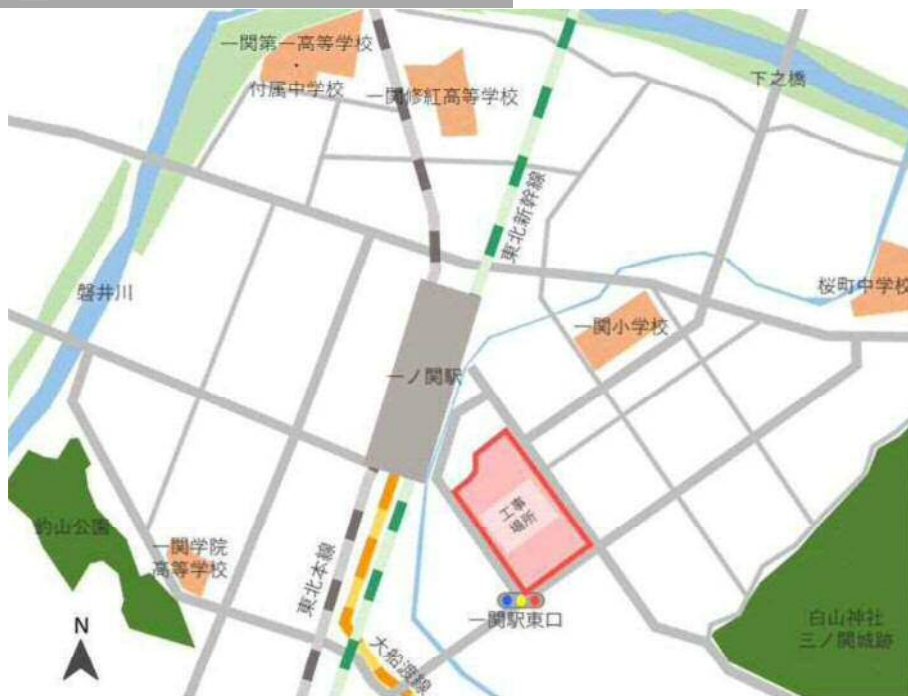 一関第一高等学校
・
付属中学校
一関修紅高等学校
下之橋
東北新幹線
磐井川
桜町中学校
一関小学校
一ノ関駅
工事
場所
釣山公園
一関学院
高等学校
東北本線
一関駅東口
大船渡線
白山神社
三ノ関城跡
N